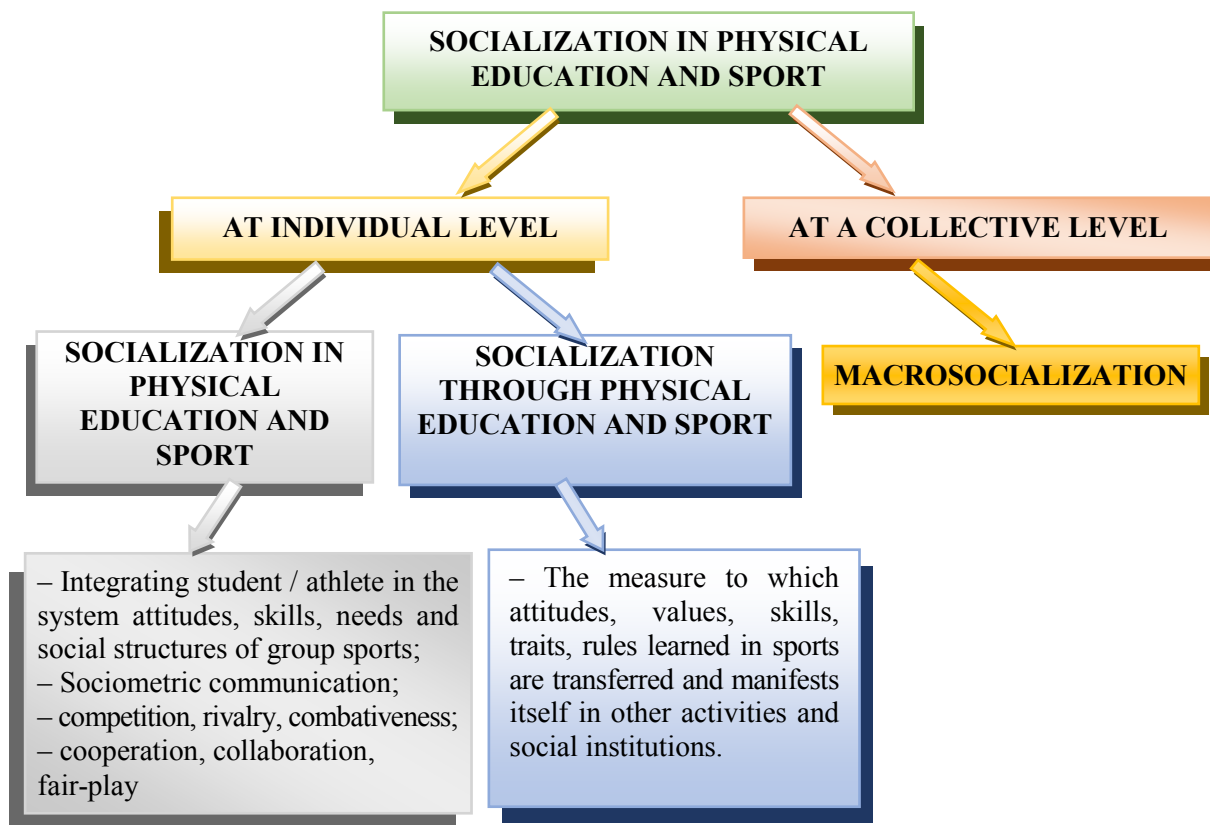 SOCIALIZATION IN PHYSICAL
EDUCATION AND SPORT
AT INDIVIDUAL LEVEL
AT A COLLECTIVE LEVEL
SOCIALIZATION IN
PHYSICAL
EDUCATION AND
SPORT
SOCIALIZATION
THROUGH PHYSICAL
EDUCATION AND SPORT
MACROSOCIALIZATION
– Integrating student / athlete in the
system attitudes, skills, needs and
social structures of group sports;
– Sociometric communication;
– competition, rivalry, combativeness;
– cooperation, collaboration,
fair-play
– The measure to which
attitudes, values, skills,
traits, rules learned in sports
are transferred and manifests
itself in other activities and
social institutions.